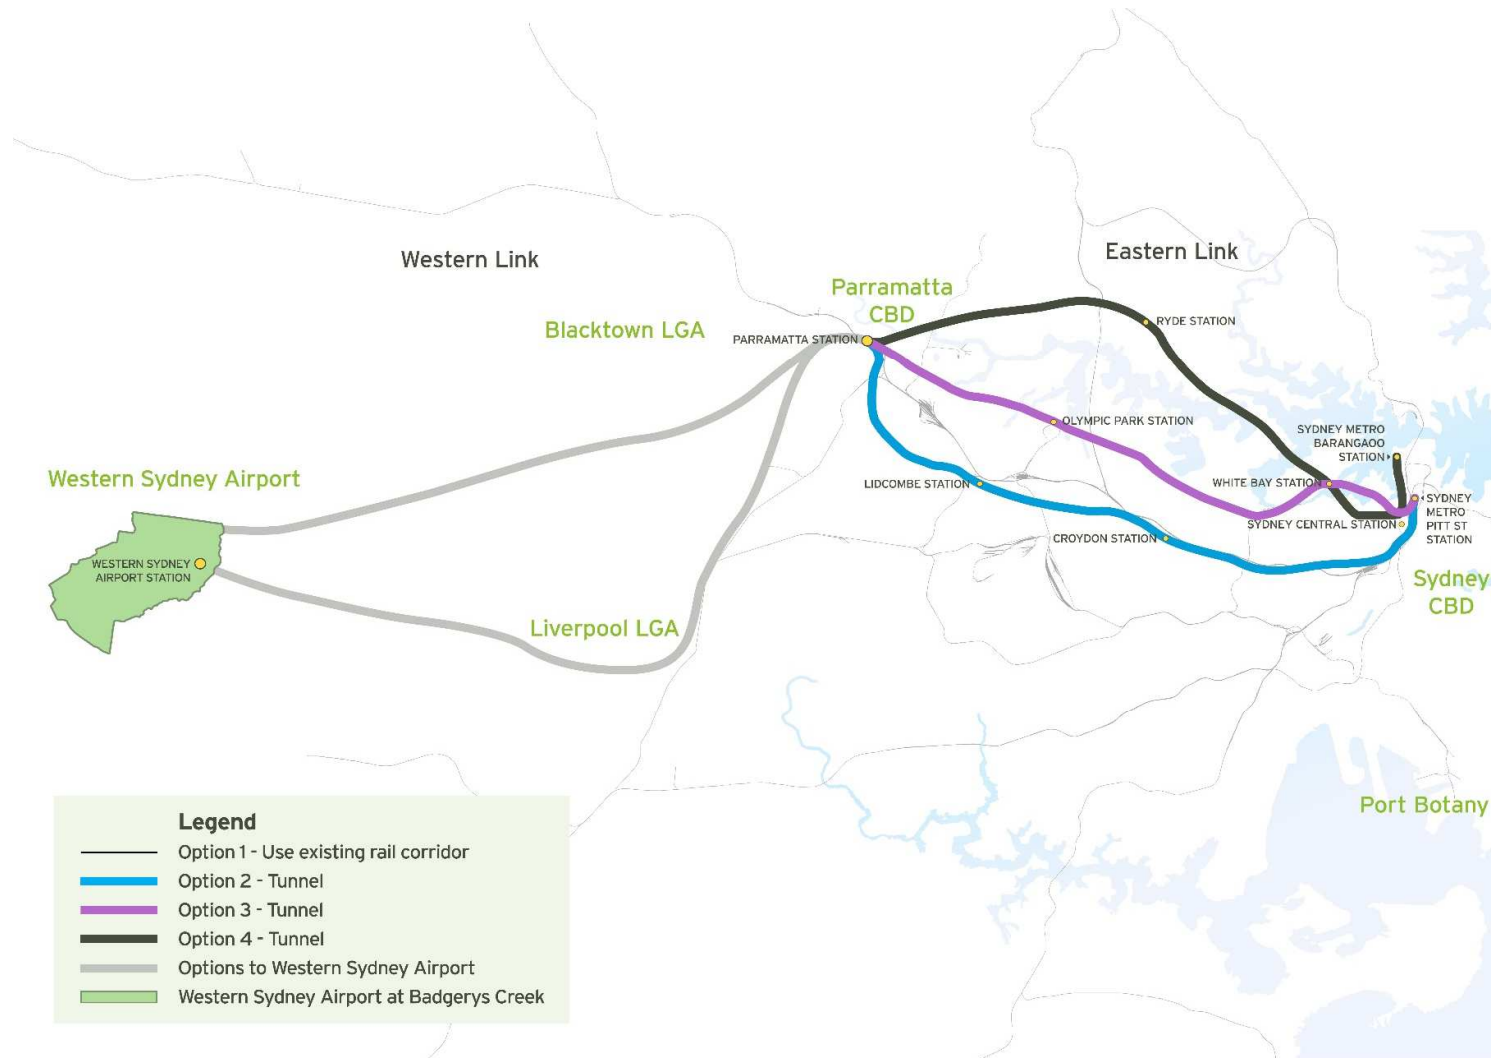 Western Link
Eastern Link
Parramatta
CBD
Blacktown LGA
PARRAMATTA STATION
RYDE STATION
OLYMPIC PARK STATION
SYDNEY METRO
BARANGAOO
STATION
LIDCOMBE STATION
WHITE BAY STATION
SYDNEY
METRO
PITT ST
STATION
SYDNEY CENTRAL STATION
CROYDON STATION
Western Sydney Airport
WESTERN SYDNEY
AIRPORT STATION
Sydney
CBD
Liverpool LGA
Port Botany
Legend
Option 1 - Use existing rail corridor
Option 2 - Tunnel
Option 3 - Tunnel
Option 4 - Tunnel
Options to Western Sydney Airport
Western Sydney Airport at Badgerys Creek